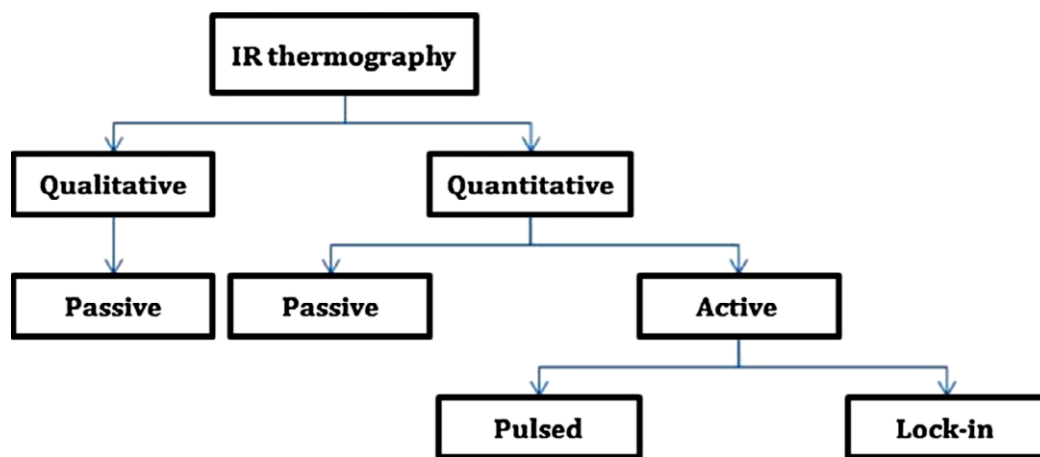 IR thermography
Qualitative
Quantitative
Passive
Passive
Active
Pulsed
Lock-in